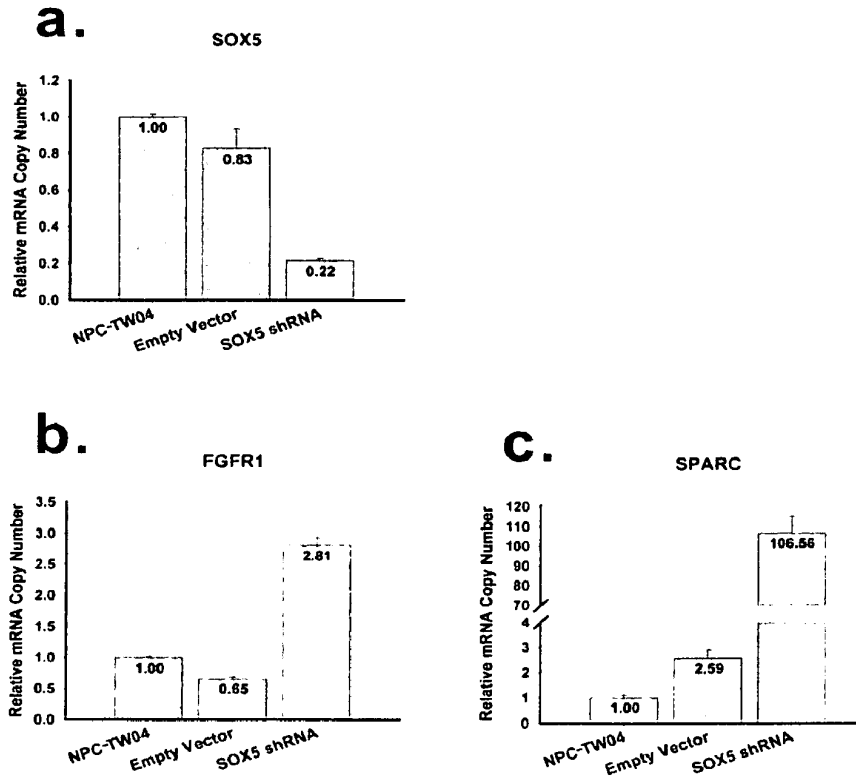 a.
SOX5
Relative mRNA Copy Number
1.2
1.0
0.8
0.6
0.4
0.2
0.0
1.00
0.83
0.22
NPC-TW04
Empty Vector
SOX5 shRNA
b.
FGFR1
Relative mRNA Copy Number
3.5
3.0
2.5
2.0
1.5
1.0
0.5
0.0
1.00
0.65
2.81
NPC-TW04
Empty Vector
SOX5 shRNA
c.
SPARC
Relative mRNA Copy Number
120
110
100
90
80
70
4
3
2
1
0
1.00
2.59
106.56
NPC-TW04
Empty Vector
SOX5 shRNA